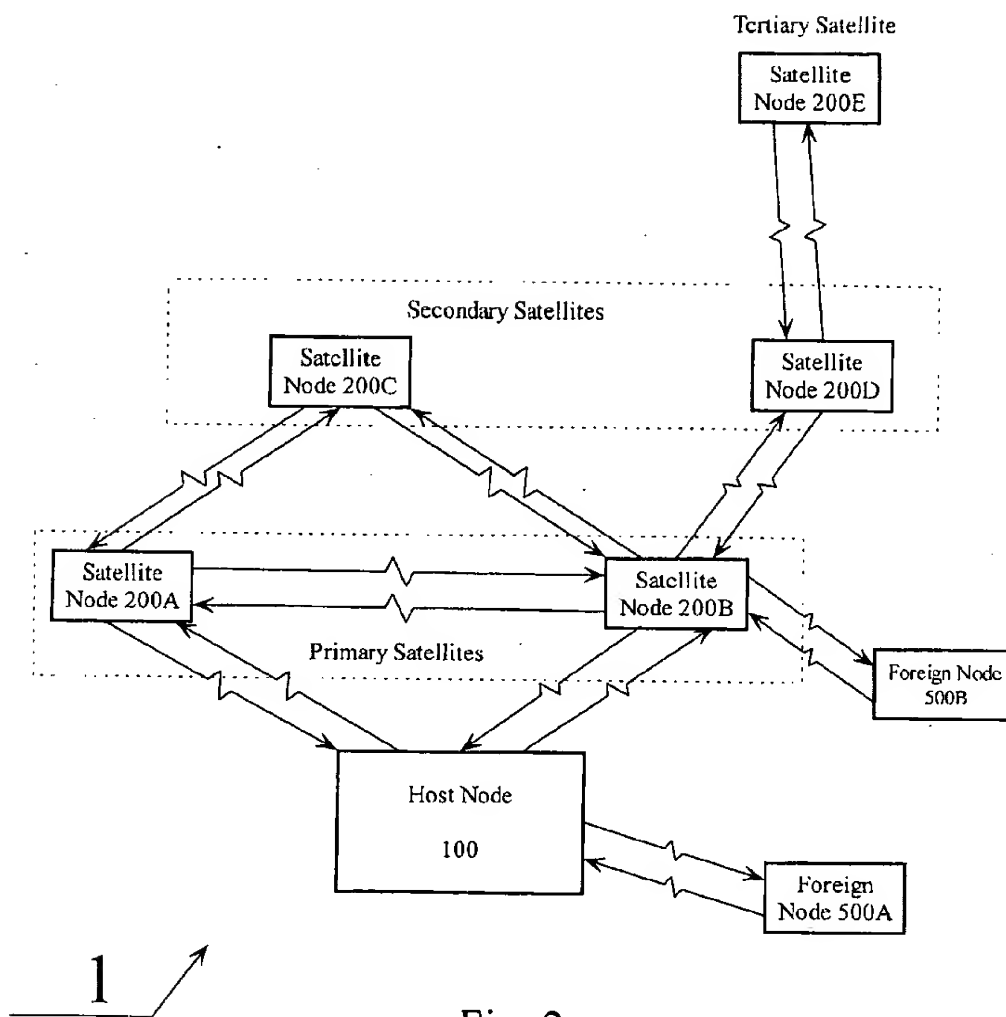 Tertiary Satellite
Satellite
Node 200E
Secondary Satellites
Satellite
Node 200C
Satellite
Node 200D
Satellite
Node 200A
Satellite
Node 200B
Primary Satellites
Foreign Node
500B
Host Node
100
Foreign
Node 500A
1